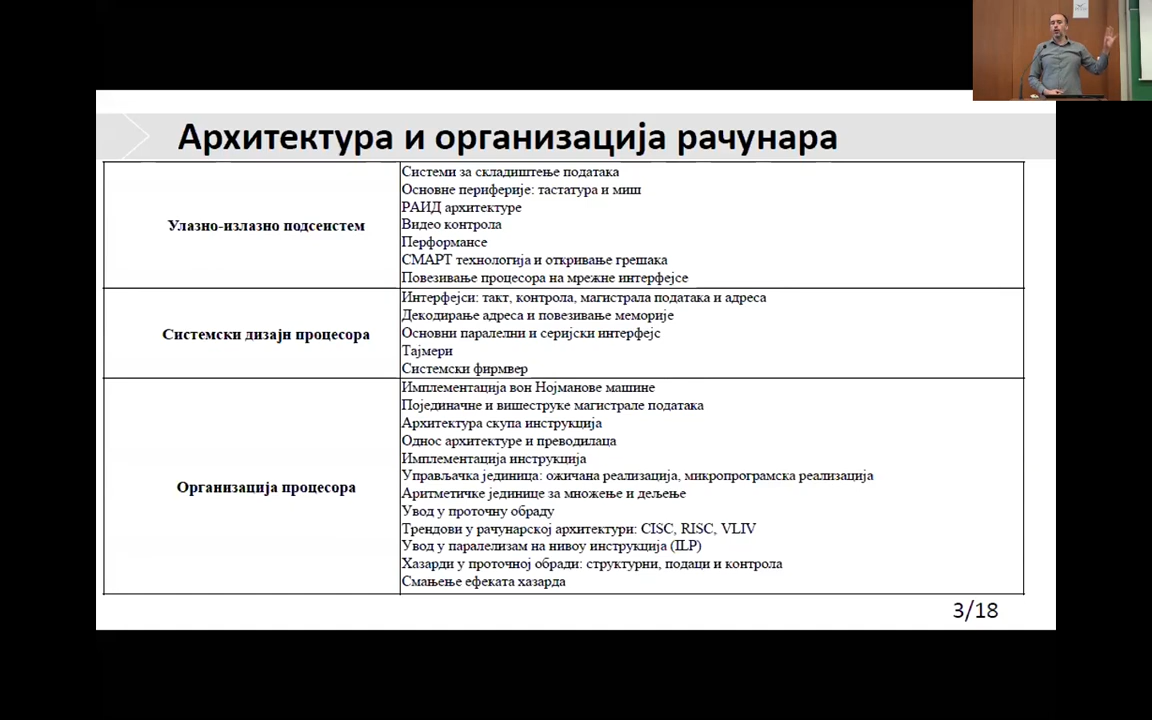 Архитектура и организација рачунара
Улазно-излазно подсеистем
Системи за складиштење података
Основне периферије: тастатура и миш
РАИД архитектуре
Видео контрола
Перформансе
СМАРТ технологија и откривање грешака
Повезивање процесора на мрежне интерфејсе
Системски дизајн процесора
Интерфејси: такт, контрола, магистрала података и адреса
Декодирање адреса и повезивање меморије
Основни паралелни и серијски интерфејс
Тајмери
Системски фирмвер
Организација процесора
Имплементација вон Нојманове машине
Појединачне и вишеструке магистрале података
Архитектура скупа инструкција
Однос архитектуре и преводилаца
Имплементација инструкција
Управљачка јединица: ожичана реализација, микропрограмска реализација
Аритметичке јединице за множење и дељење
Увод у проточну обраду
Трендови у рачунарској архитектури: CISC, RISC, VLIV
Увод у паралелизам на нивоу инструкција (ILP)
Хазарди у проточној обради: структурни, подаци и контрола
Смањење ефеката хазарда
3/18